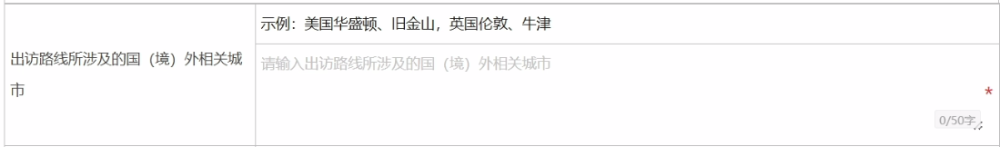 示例：美国华盛顿、旧金山，英国伦敦、牛津
出访路线所涉及的国（境）外相关城
市
请输入出访路线所涉及的国（境）外相关城市
*
0/50字